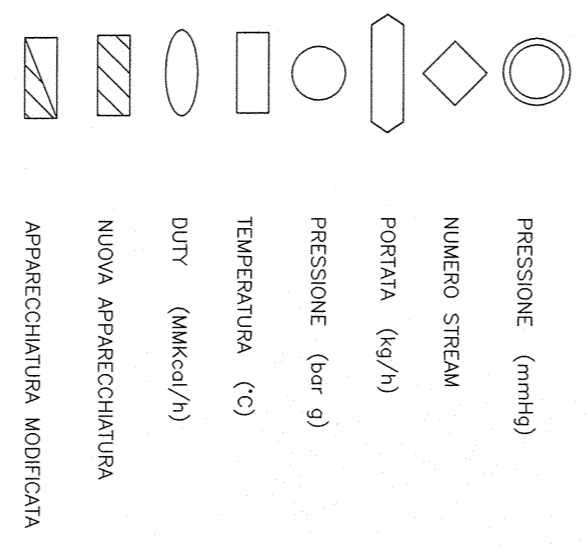 PRESSIONE (mmHg)
NUMERO STREAM
PORTATA (kg/h)
PRESSIONE (bar g)
TEMPERATURA (°C)
DUTY (MMKcal/h)
NUOVA APPARECCHIATURA
APPARECCHIATURA MODIFICATA